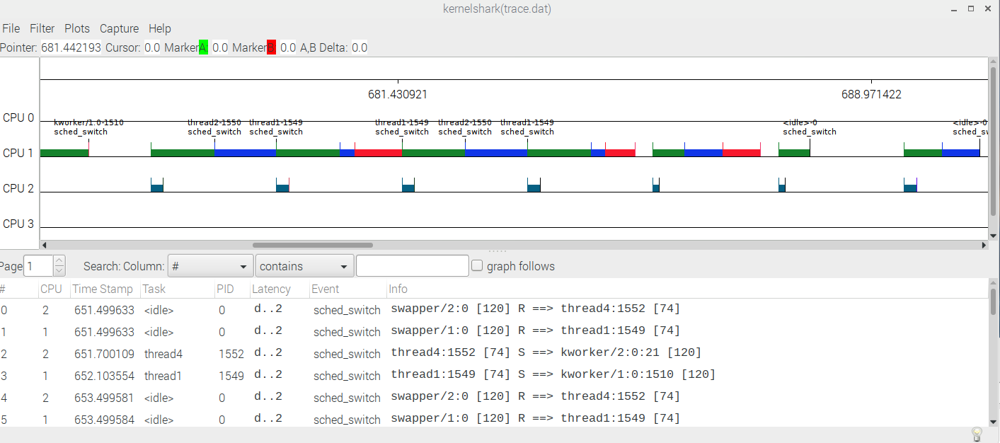 kernelshark(trace.dat)
File Filter Plots Capture Help
Pointer: 681.442193 Cursor: 0.0 MarkerA: 0.0 MarkerB: 0.0 A,B Delta: 0.0
681.430921 688.971422
CPU 0
kworker/1:0-1510 thread2-1550 thread1-1549 thread1-1549 thread2-1550 thread1-1549 <idle>-0 <idle>-0
sched_switch sched_switch sched_switch sched_switch sched_switch sched_switch sched_switch sched_s
CPU 1
CPU 2
CPU 3
Page 1 Search: Column: # contains graph follows
# CPU Time Stamp Task PID Latency Event Info
0 2 651.499633 <idle> 0 d..2 sched_switch swapper/2:0 [120] R ==> thread4:1552 [74]
1 1 651.499633 <idle> 0 d..2 sched_switch swapper/1:0 [120] R ==> thread1:1549 [74]
2 2 651.700109 thread4 1552 d..2 sched_switch thread4:1552 [74] S ==> kworker/2:0:21 [120]
3 1 652.103554 thread1 1549 d..2 sched_switch thread1:1549 [74] S ==> kworker/1:0:1510 [120]
4 2 653.499581 <idle> 0 d..2 sched_switch swapper/2:0 [120] R ==> thread4:1552 [74]
5 1 653.499584 <idle> 0 d..2 sched_switch swapper/1:0 [120] R ==> thread1:1549 [74]